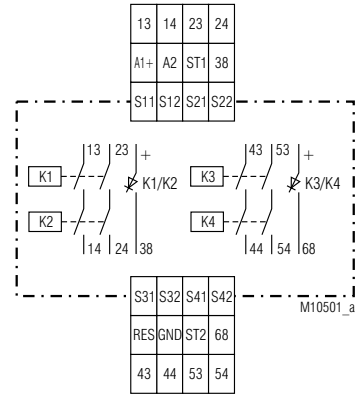 13 14 23 24
A1+ A2 ST1 38
S11 S12 S21 S22
13 23 + 43 53 +
K1 K1/K2 K3 K3/K4
K2 K4
14 24 38 44 54 68
S31 S32 S41 S42
M10501_a
RES GND ST2 68
43 44 53 54